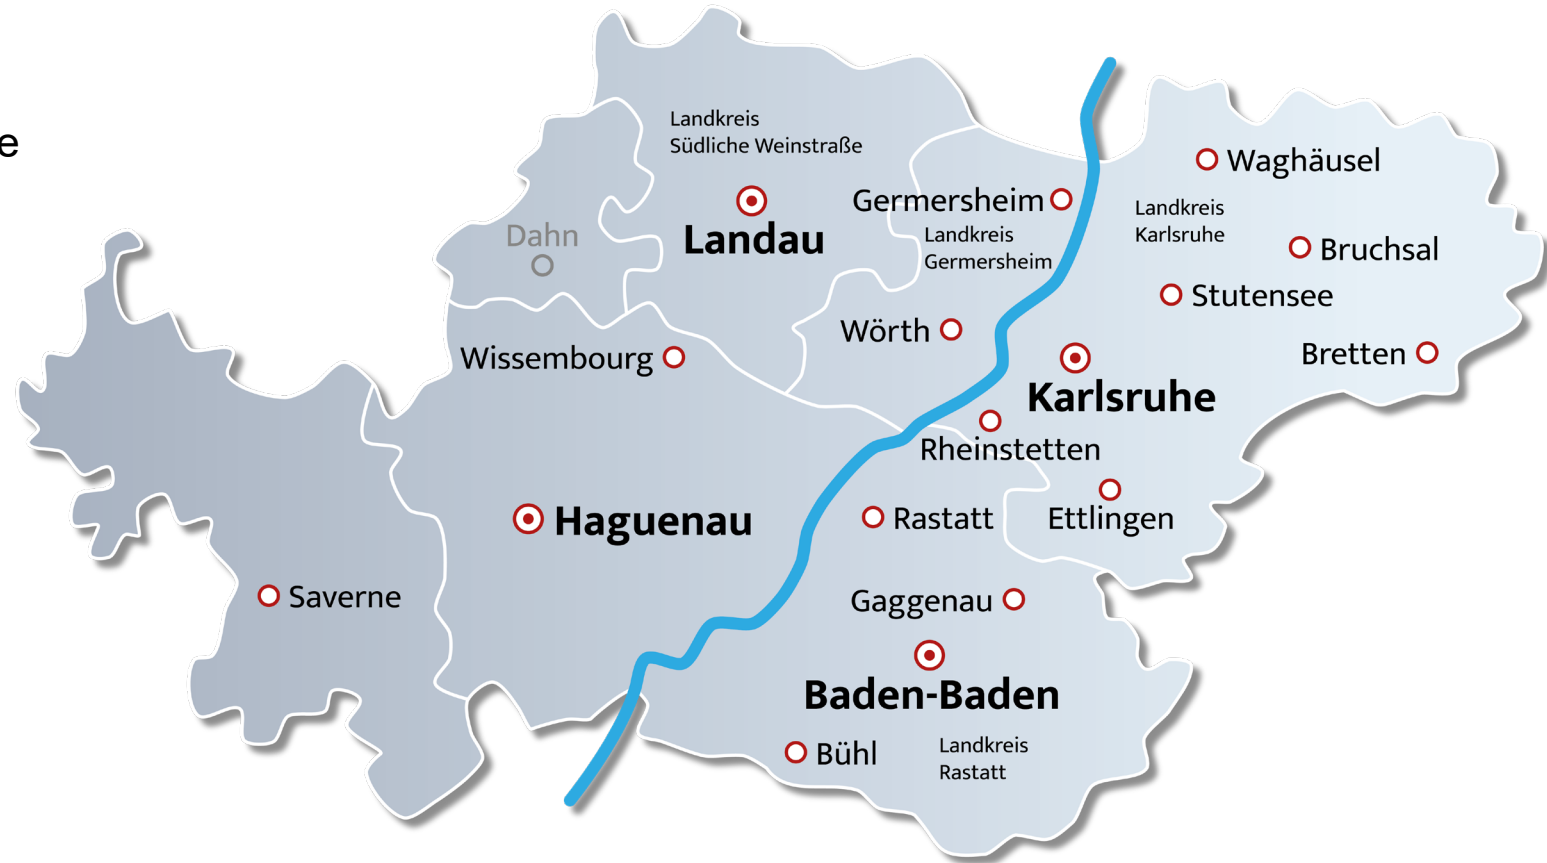 e
Landkreis
Südliche Weinstraße
Waghäusel
Germersheim
Landkreis
Karlsruhe
Landau
Dahn
Landkreis
Germersheim
Bruchsal
Stutensee
Wörth
Wissembourg
Bretten
Karlsruhe
Rheinstetten
Haguenau
Rastatt
Ettlingen
Saverne
Gaggenau
Baden-Baden
Bühl
Landkreis
Rastatt